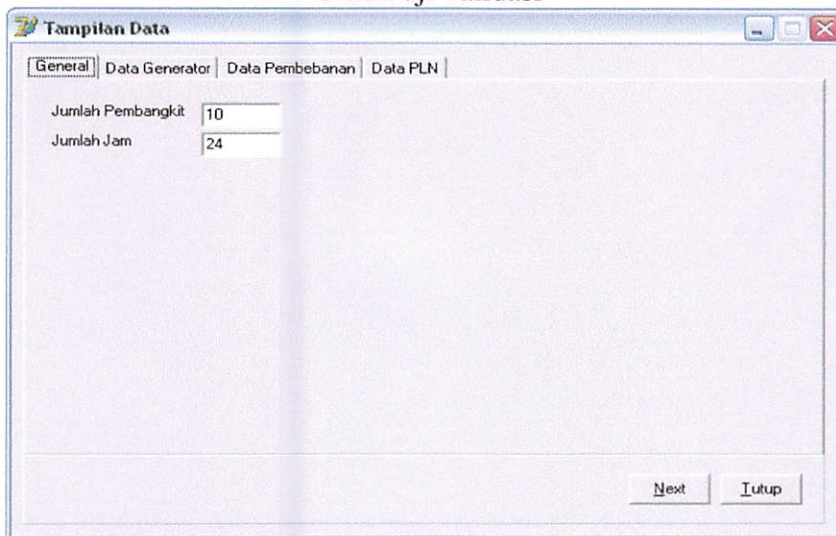 Tampilan Data
General Data Generator Data Pembebanan Data PLN
Jumlah Pembangkit 10
Jumlah Jam 24
Next Tutup